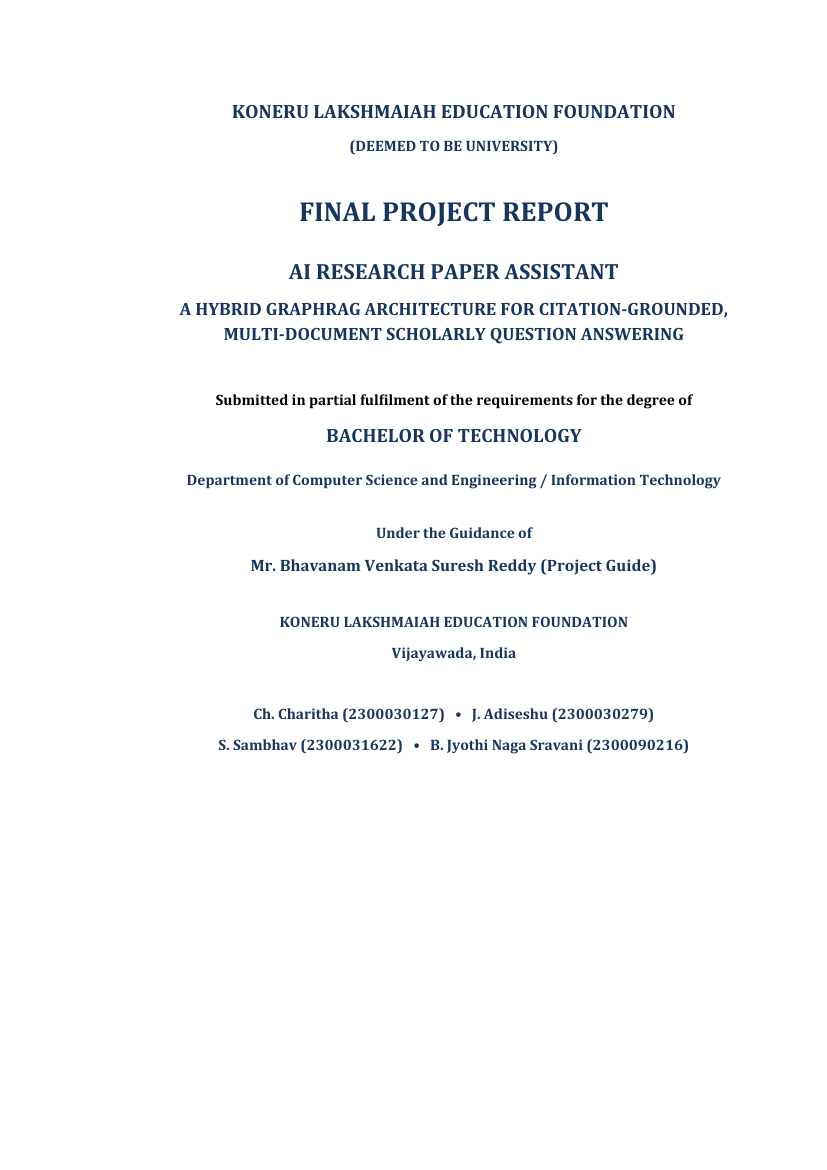 KONERU LAKSHMAIAH EDUCATION FOUNDATION
(DEEMED TO BE UNIVERSITY)
FINAL PROJECT REPORT
AI RESEARCH PAPER ASSISTANT
A HYBRID GRAPHRAG ARCHITECTURE FOR CITATION-GROUNDED,
MULTI-DOCUMENT SCHOLARLY QUESTION ANSWERING
Submitted in partial fulfilment of the requirements for the degree of
BACHELOR OF TECHNOLOGY
Department of Computer Science and Engineering / Information Technology
Under the Guidance of
Mr. Bhavanam Venkata Suresh Reddy (Project Guide)
KONERU LAKSHMAIAH EDUCATION FOUNDATION
Vijayawada, India
Ch. Charitha (2300030127) • J. Adiseshu (2300030279)
S. Sambhav (2300031622) • B. Jyothi Naga Sravani (2300090216)